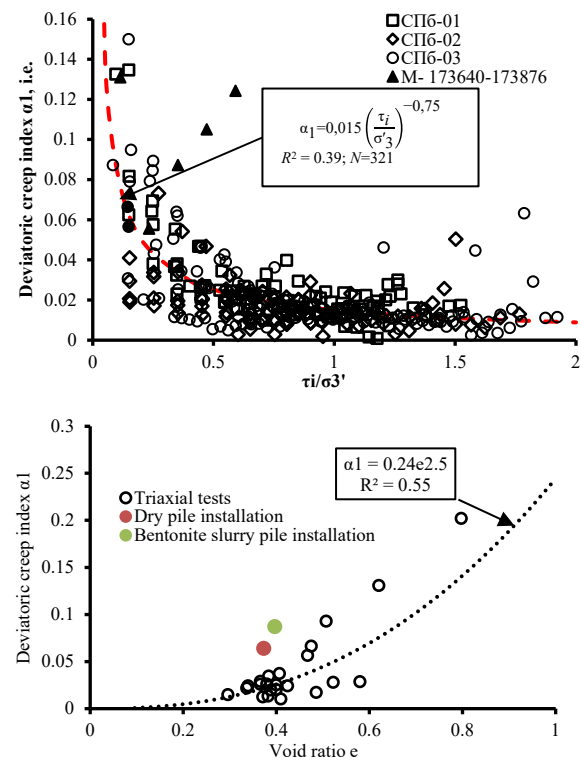 Deviatoric creep index α1, i.e.
0.16
0.14
0.12
0.1
0.08
0.06
0.04
0.02
0
0
0.5
1
1.5
2
τi/σ3'
СПб-01
СПб-02
СПб-03
М- 173640-173876
α1=0,015 (τi/σ′3)^−0,75
R² = 0.39; N=321
Deviatoric creep index α1
0.3
0.25
0.2
0.15
0.1
0.05
0
0
0.2
0.4
0.6
0.8
1
Void ratio e
Triaxial tests
Dry pile installation
Bentonite slurry pile installation
α1 = 0.24e2.5
R² = 0.55